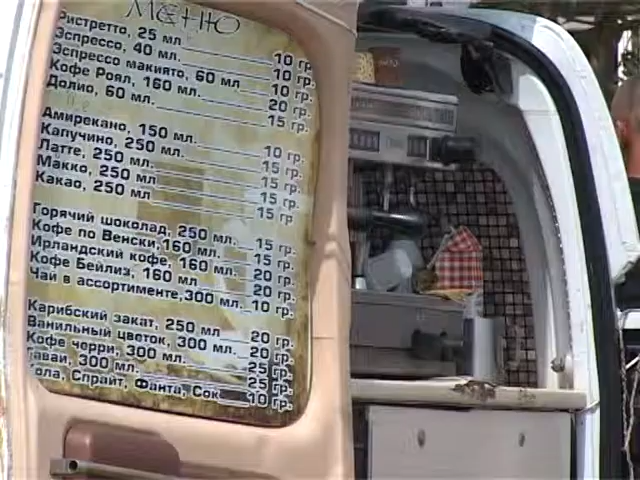 МЕНЮ
Ристретто, 25 мл 10 гр.
Эспрессо, 40 мл. 10 гр.
Эспрессо макиято, 60 мл 10 гр.
Кофе Роял, 160 мл. 20 гр.
Долио, 60 мл. 15 гр.
Амирекано, 150 мл. 10 гр.
Капучино, 250 мл. 15 гр.
Латте, 250 мл. 15 гр.
Макко, 250 мл 15 гр.
Какао, 250 мл 15 гр
Горячий шоколад, 250 мл. 15 гр.
Кофе по Венски, 160 мл. 15 гр.
Ирландский кофе, 160 мл. 20 гр.
Кофе Бейлиз, 160 мл 20 гр.
Чай в ассортименте, 300 мл. 10 гр.
Карибский закат, 250 мл 20 гр.
Ванильный цветок, 300 мл. 20 гр.
Кофе черри, 300 мл. 25 гр.
аваи, 300 мл. 25 гр.
ола, Спрайт, Фанта, Сок 10 гр.